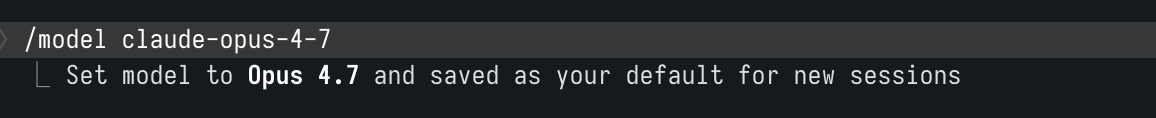 /model claude-opus-4-7
Set model to Opus 4.7 and saved as your default for new sessions